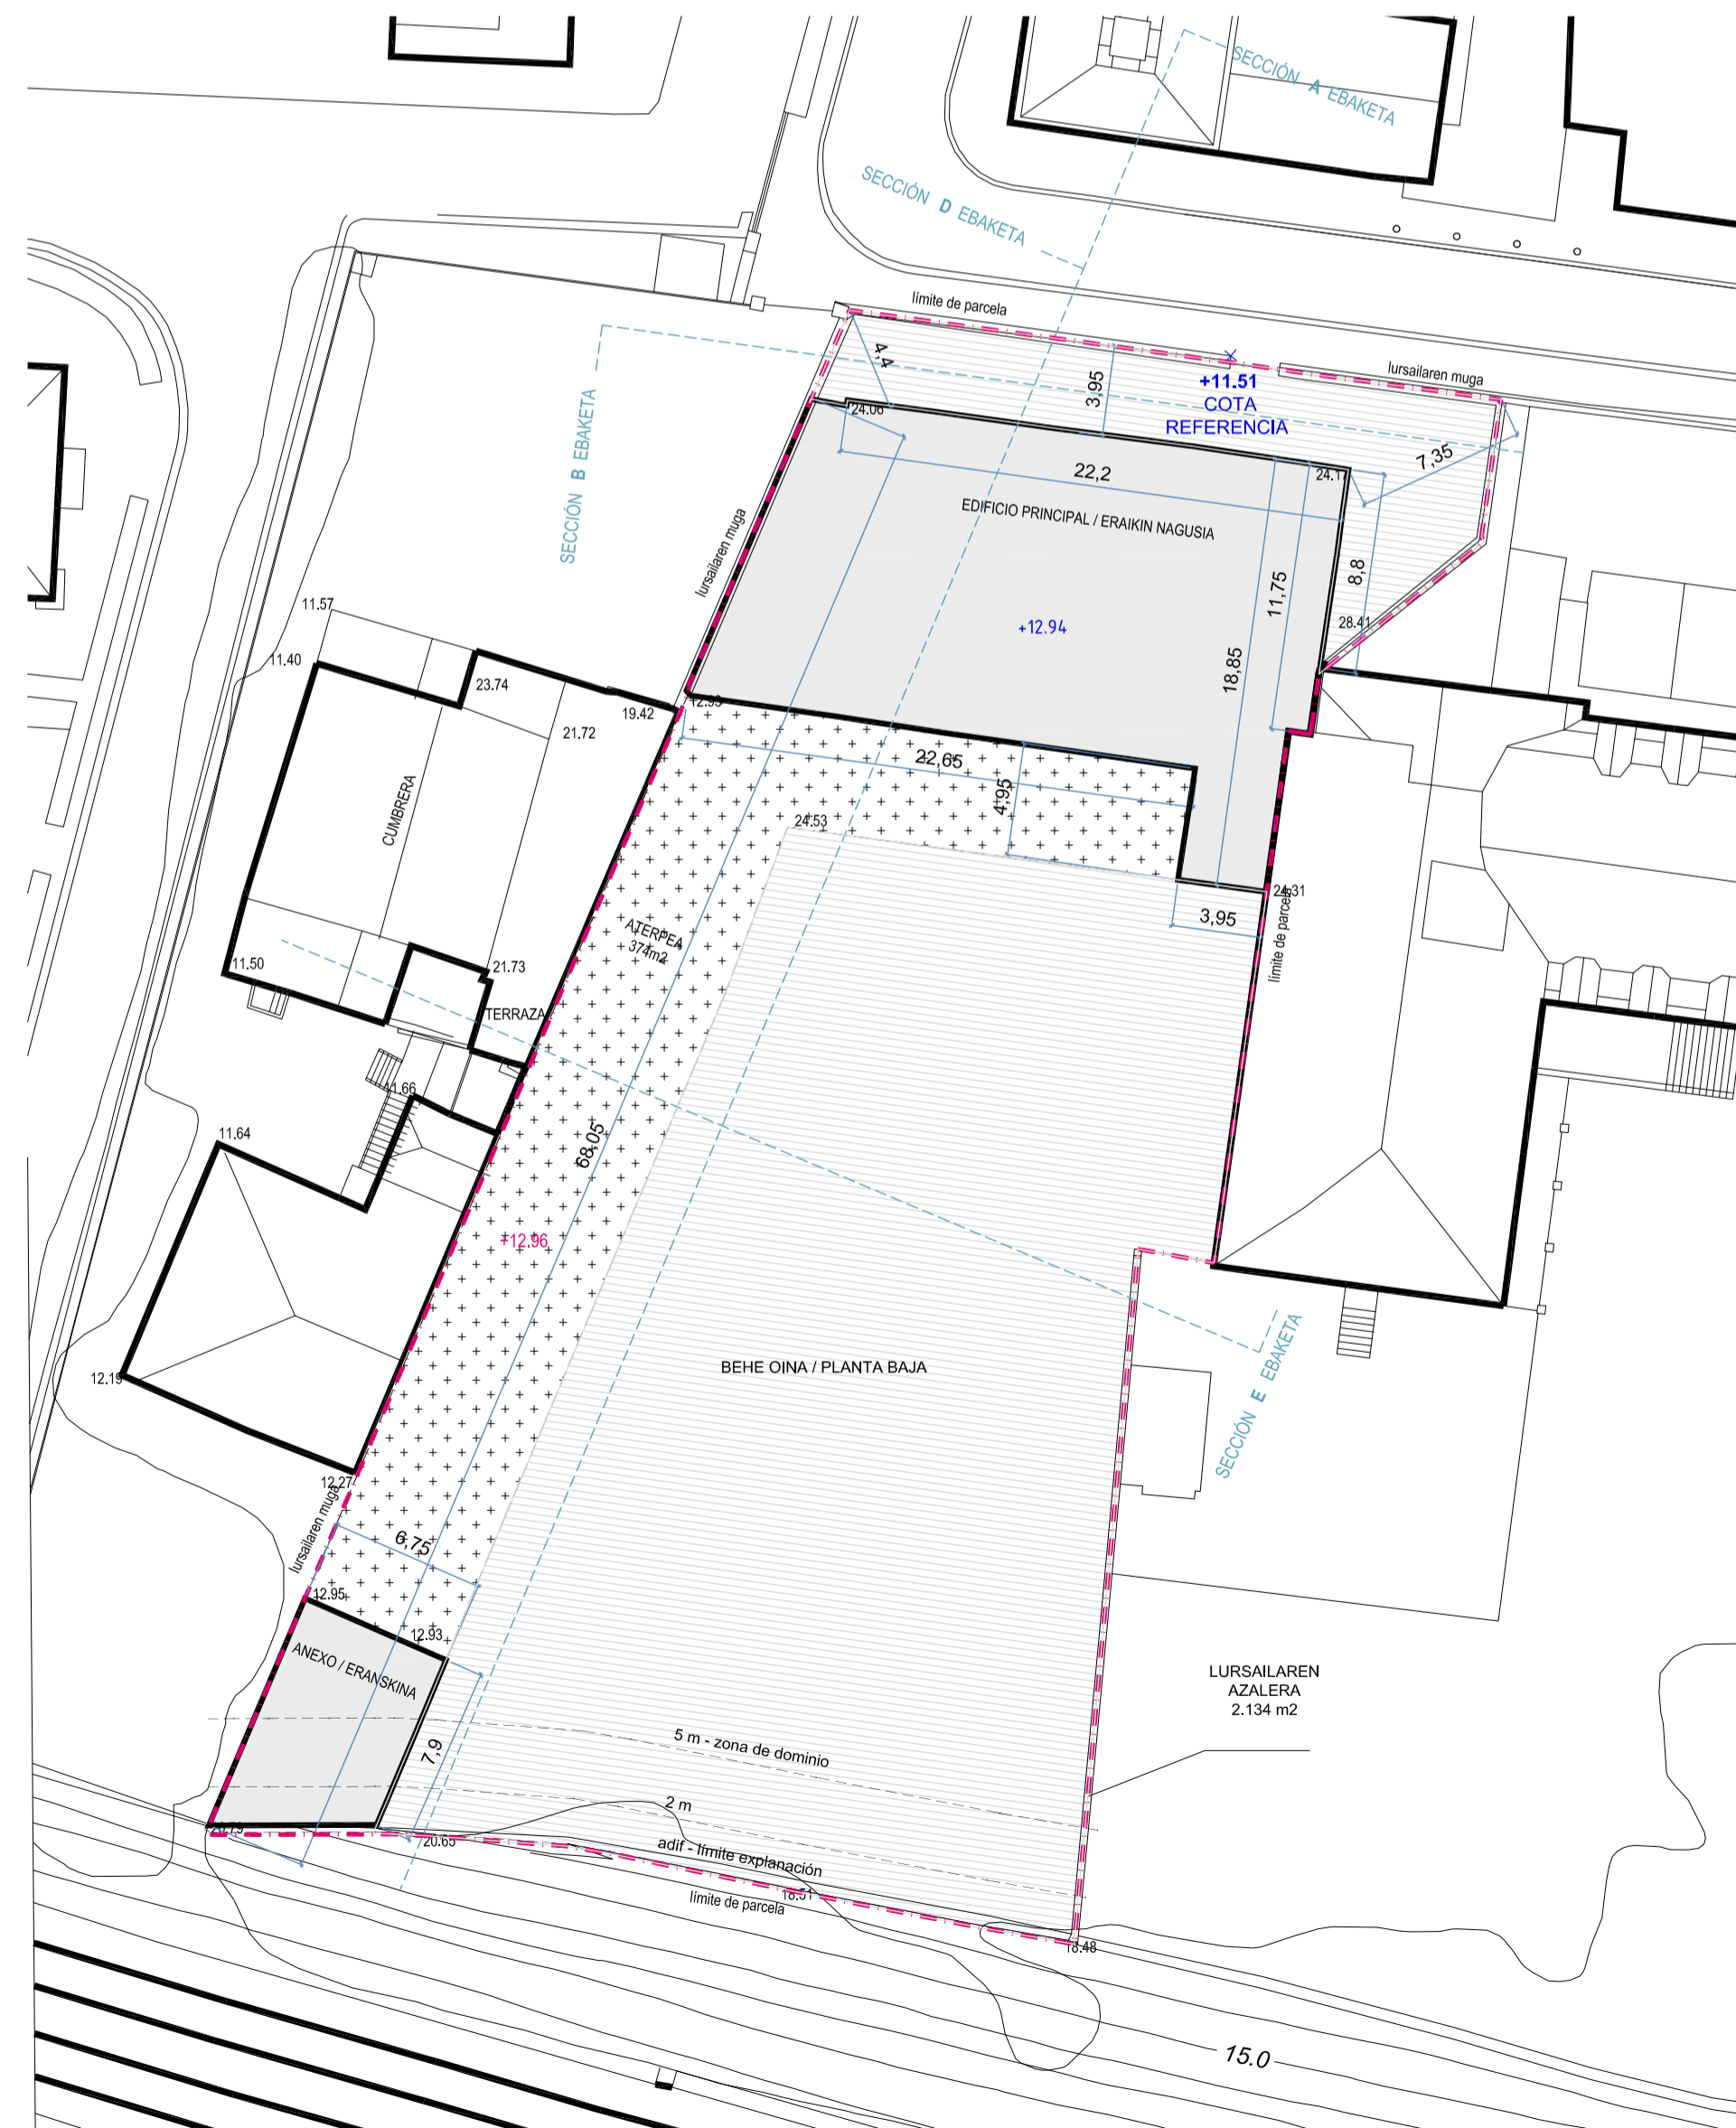 SECCIÓN A EBAKETA
SECCIÓN D EBAKETA
límite de parcela
lursailaren muga
4,4
3,95
+11.51
COTA
REFERENCIA
SECCIÓN B EBAKETA
24.06
7,35
22,2
24.17
EDIFICIO PRINCIPAL / ERAIKIN NAGUSIA
lursailaren muga
11,75
8,8
11.57
28.41
+12.94
11.40
18,85
23.74
12.93
19.42
21.72
22,65
4,95
CUMBRERA
24.53
24.31
3,95
ATERPEA
374m2
límite de parcela
11.50
21.73
TERRAZA
11.66
11.64
68,05
+12.96
SECCIÓN E EBAKETA
BEHE OINA / PLANTA BAJA
12.19
12.27
lursailaren muga
6,75
12.95
12.93
ANEXO / ERANSKINA
LURSAILAREN
AZALERA
2.134 m2
5 m - zona de dominio
7,9
2 m
20.79
20.65
adif - límite explanación
18.51
límite de parcela
18.48
15.0